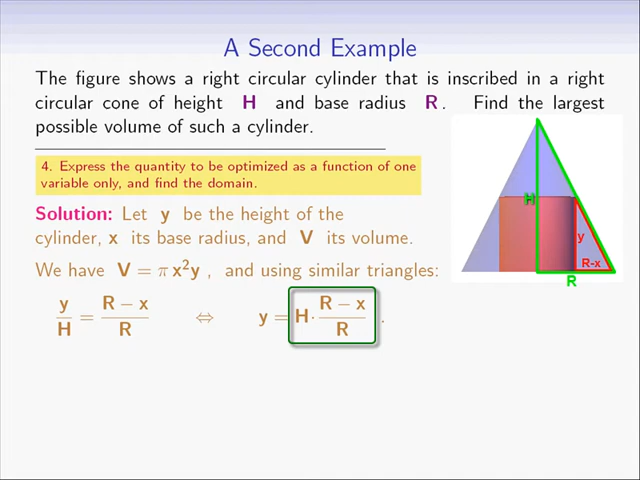 A Second Example
The figure shows a right circular cylinder that is inscribed in a right
circular cone of height H and base radius R. Find the largest
possible volume of such a cylinder.
4. Express the quantity to be optimized as a function of one
variable only, and find the domain.
Solution: Let y be the height of the
cylinder, x its base radius, and V its volume.
We have V = π x²y , and using similar triangles:
y/H = (R − x)/R ⇔ y = H· (R − x)/R .
H
y
R-x
R